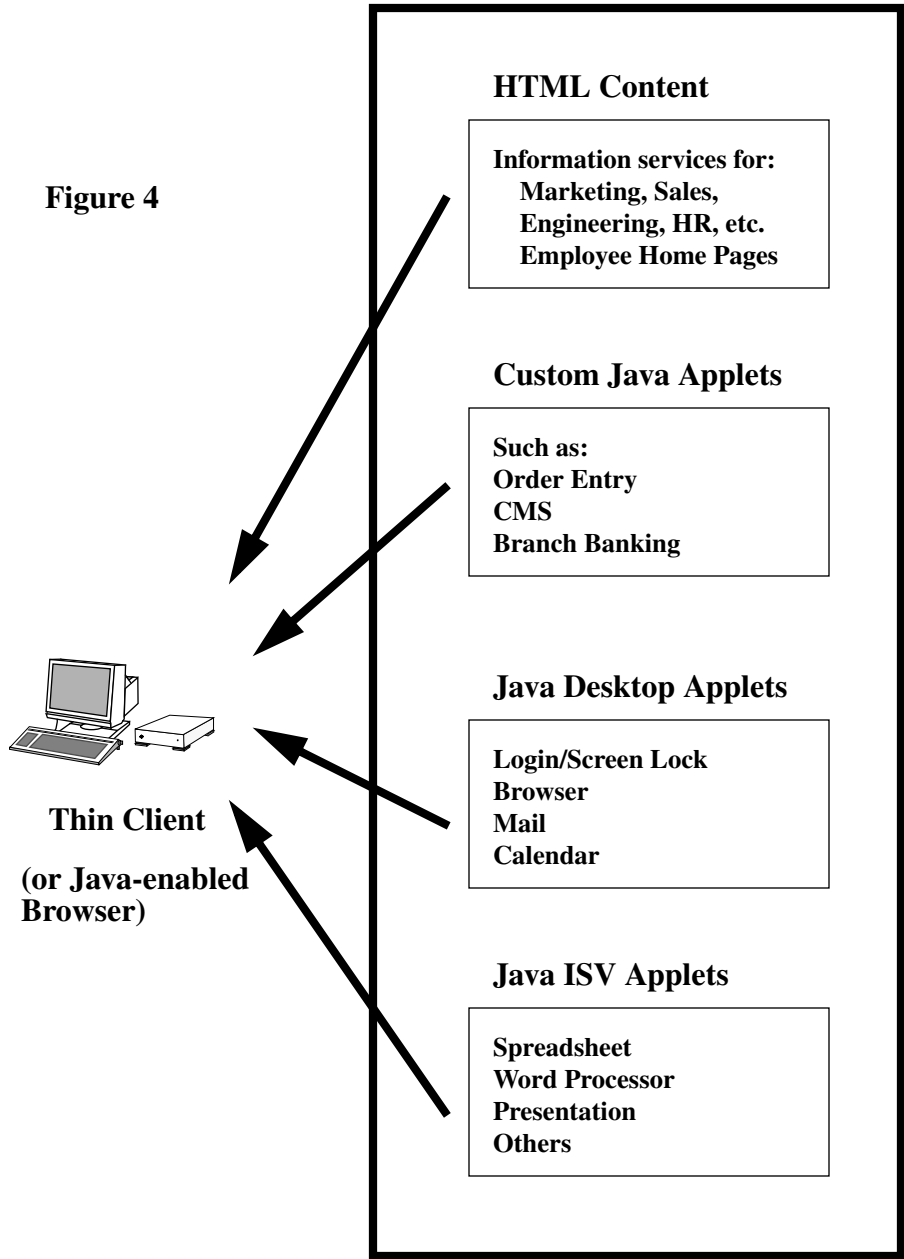 HTML Content
Information services for:
Marketing, Sales,
Engineering, HR, etc.
Employee Home Pages
Figure 4
Custom Java Applets
Such as:
Order Entry
CMS
Branch Banking
Java Desktop Applets
Login/Screen Lock
Browser
Mail
Calendar
Thin Client
(or Java-enabled
Browser)
Java ISV Applets
Spreadsheet
Word Processor
Presentation
Others